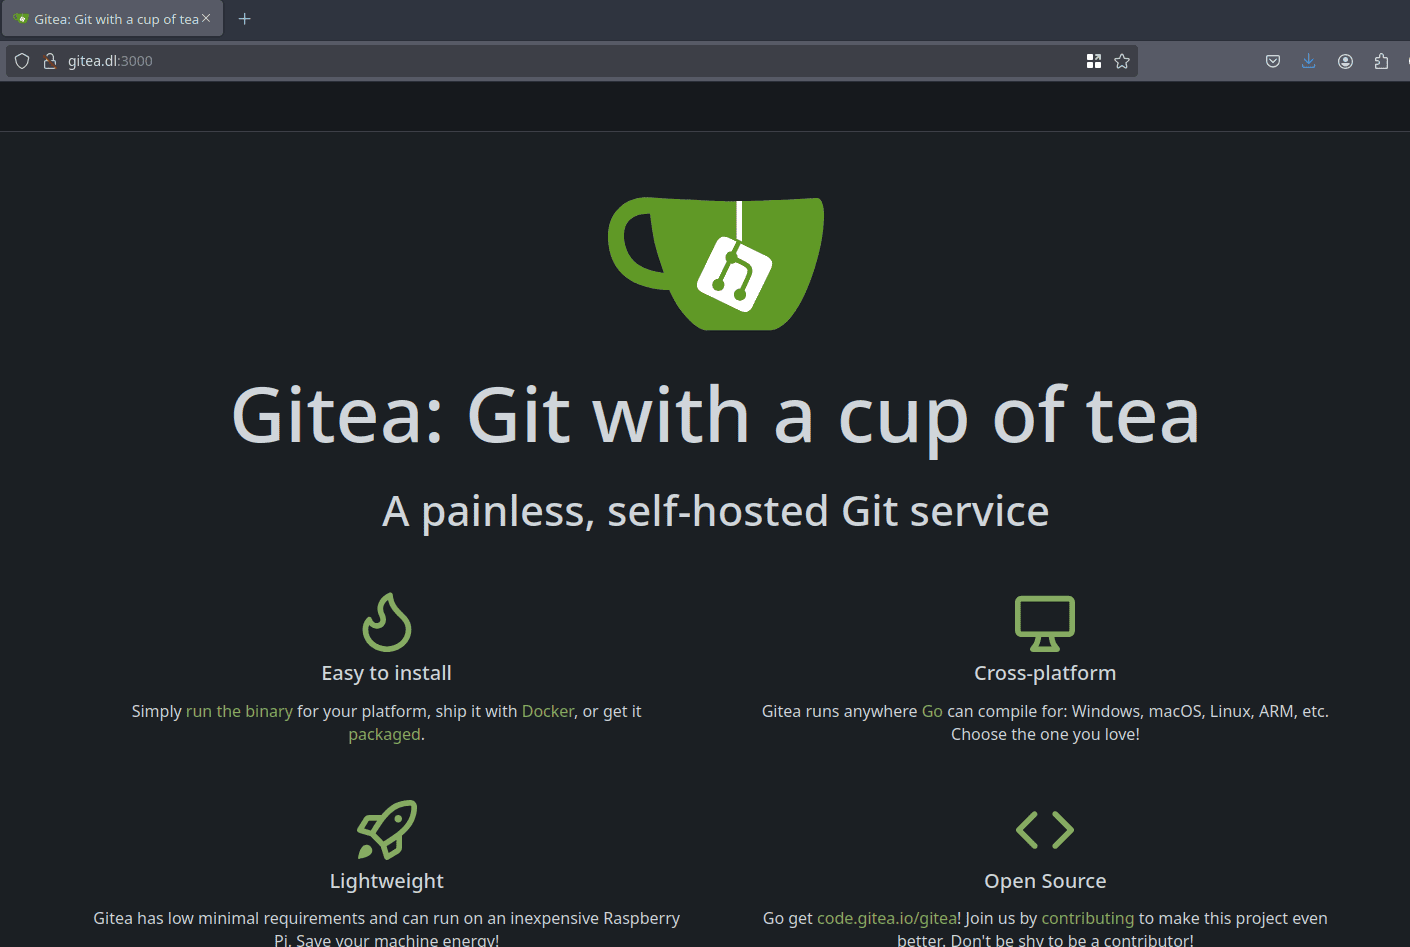 Gitea: Git with a cup of tea
gitea.dl:3000
Gitea: Git with a cup of tea
A painless, self-hosted Git service
Easy to install
Simply run the binary for your platform, ship it with Docker, or get it
packaged.
Cross-platform
Gitea runs anywhere Go can compile for: Windows, macOS, Linux, ARM, etc.
Choose the one you love!
Lightweight
Gitea has low minimal requirements and can run on an inexpensive Raspberry
Pi. Save your machine energy!
Open Source
Go get code.gitea.io/gitea! Join us by contributing to make this project even
better. Don't be shy to be a contributor!